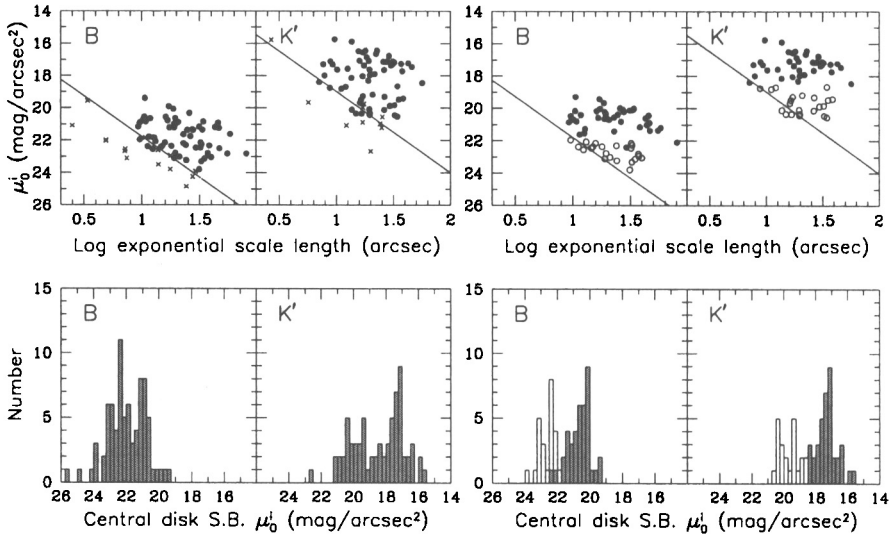 14 16 18 20 22 24 26
μ₀ⁱ (mag/arcsec²)
B K′ B K′
0.5 1 1.5 0.5 1 1.5 2 0.5 1 1.5 0.5 1 1.5 2
Log exponential scale length (arcsec) Log exponential scale length (arcsec)
15 10 5 0 15 10 5 0
Number
B K′ B K′
26 24 22 20 18 16 22 20 18 16 14 26 24 22 20 18 16 24 22 20 18 16 14
Central disk S.B. μ₀ⁱ (mag/arcsec²) Central disk S.B. μ₀ⁱ (mag/arcsec²)